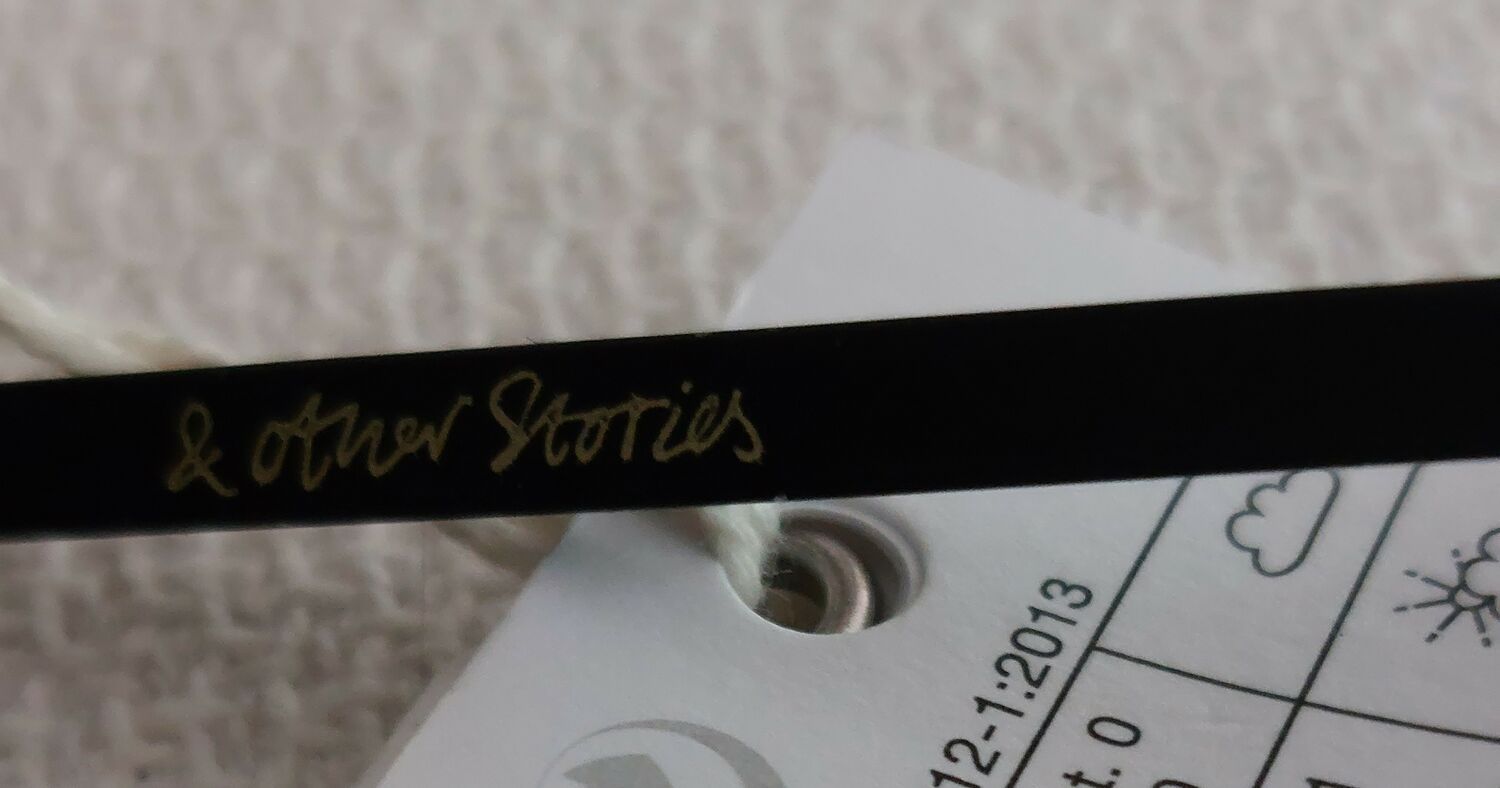 & other Stories
12-1:2013
t. 0